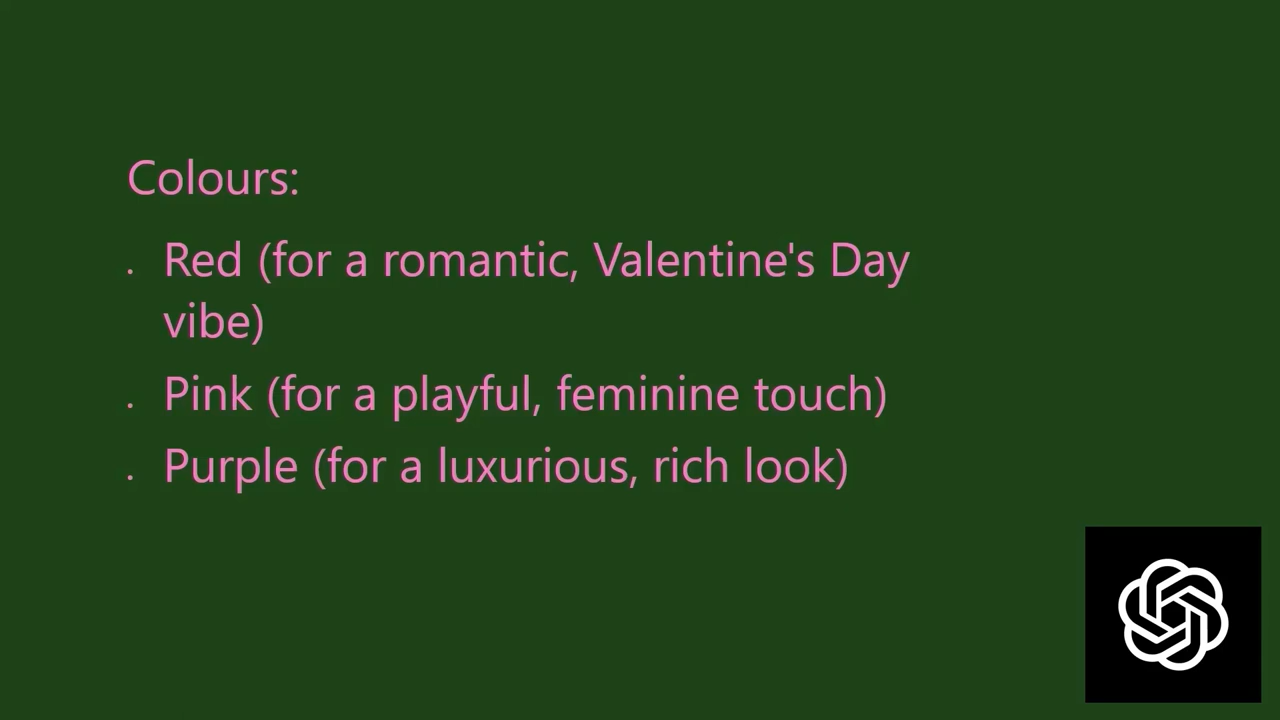 Colours:
. Red (for a romantic, Valentine's Day
vibe)
. Pink (for a playful, feminine touch)
. Purple (for a luxurious, rich look)